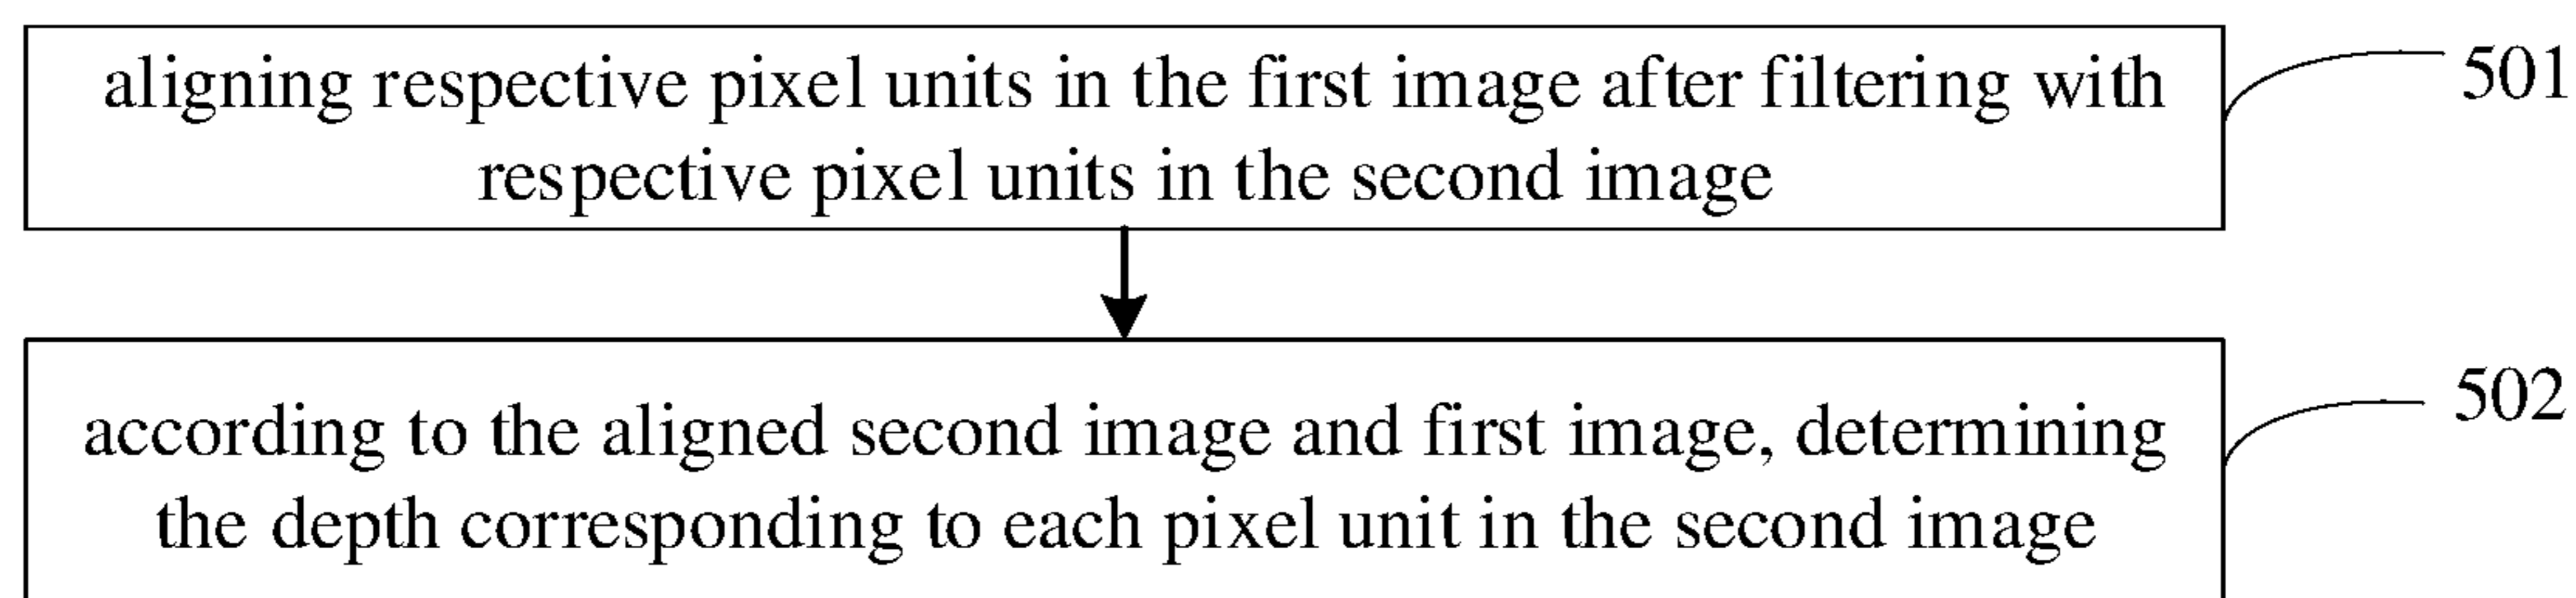 aligning respective pixel units in the first image after filtering with
respective pixel units in the second image
501
according to the aligned second image and first image, determining
the depth corresponding to each pixel unit in the second image
502